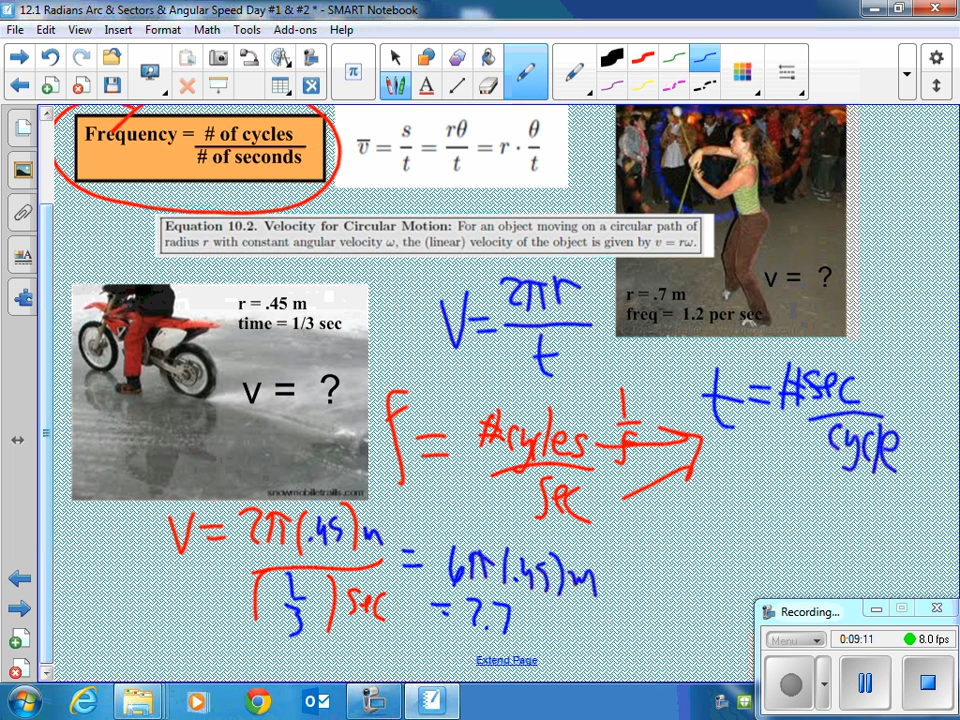 12.1 Radians Arc & Sectors & Angular Speed Day #1 & #2 * - SMART Notebook
File Edit View Insert Format Math Tools Add-ons Help
Frequency = # of cycles
# of seconds
v̅ = s/t = rθ/t = r · θ/t
Equation 10.2. Velocity for Circular Motion: For an object moving on a circular path of
radius r with constant angular velocity ω, the (linear) velocity of the object is given by v = rω.
v = ?
r = .7 m
freq = 1.2 per sec
r = .45 m
time = 1/3 sec
v = ?
snowmobiletrails.com
V = 2πr/t
t = #sec/cycle
f = #cycles/sec
1/f
V = 2π(.45)m/(1/3)sec = 6π(.45)m
= ?.7
Extend Page
Recording...
Menu
0:09:11
8.0 fps